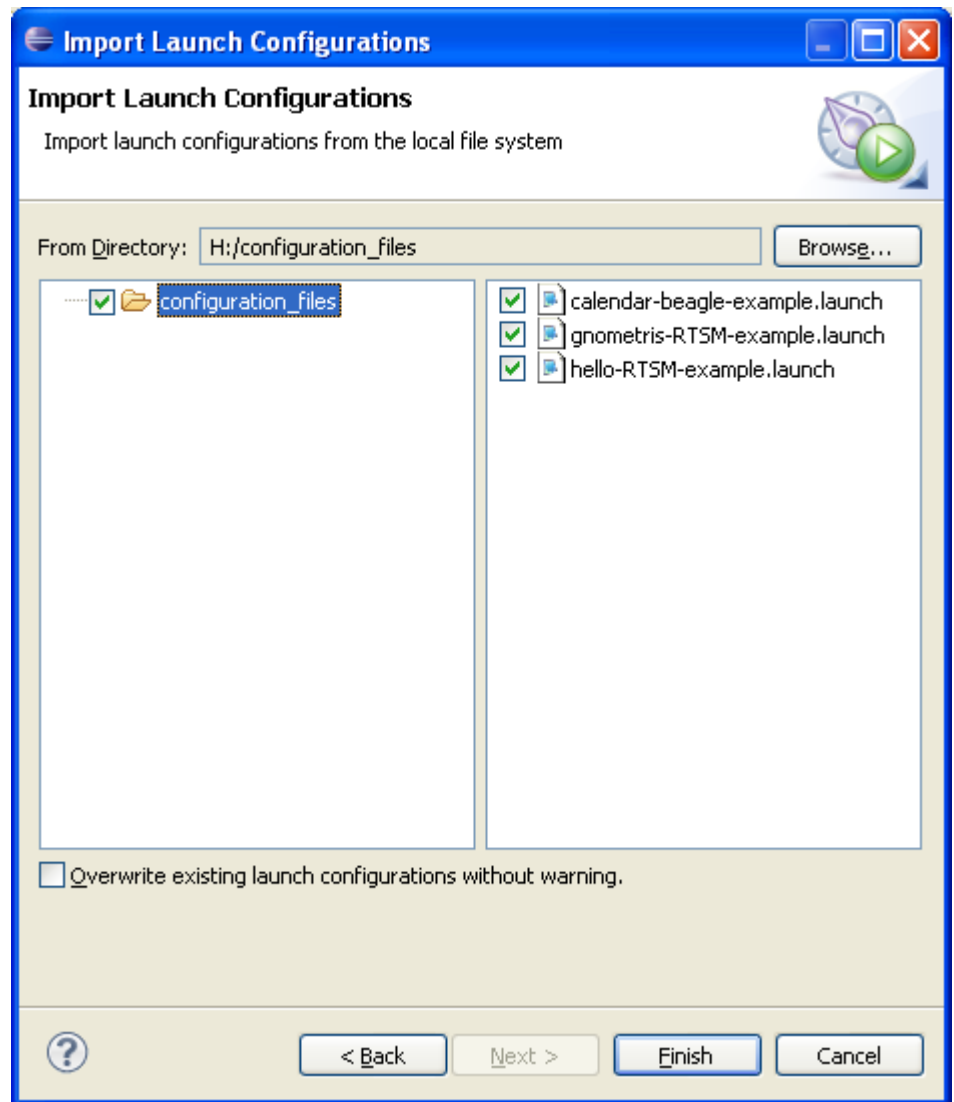 Import Launch Configurations
Import Launch Configurations
Import launch configurations from the local file system
From Directory: H:/configuration_files Browse...
configuration_files
calendar-beagle-example.launch
gnometris-RTSM-example.launch
hello-RTSM-example.launch
Overwrite existing launch configurations without warning.
? < Back Next > Finish Cancel